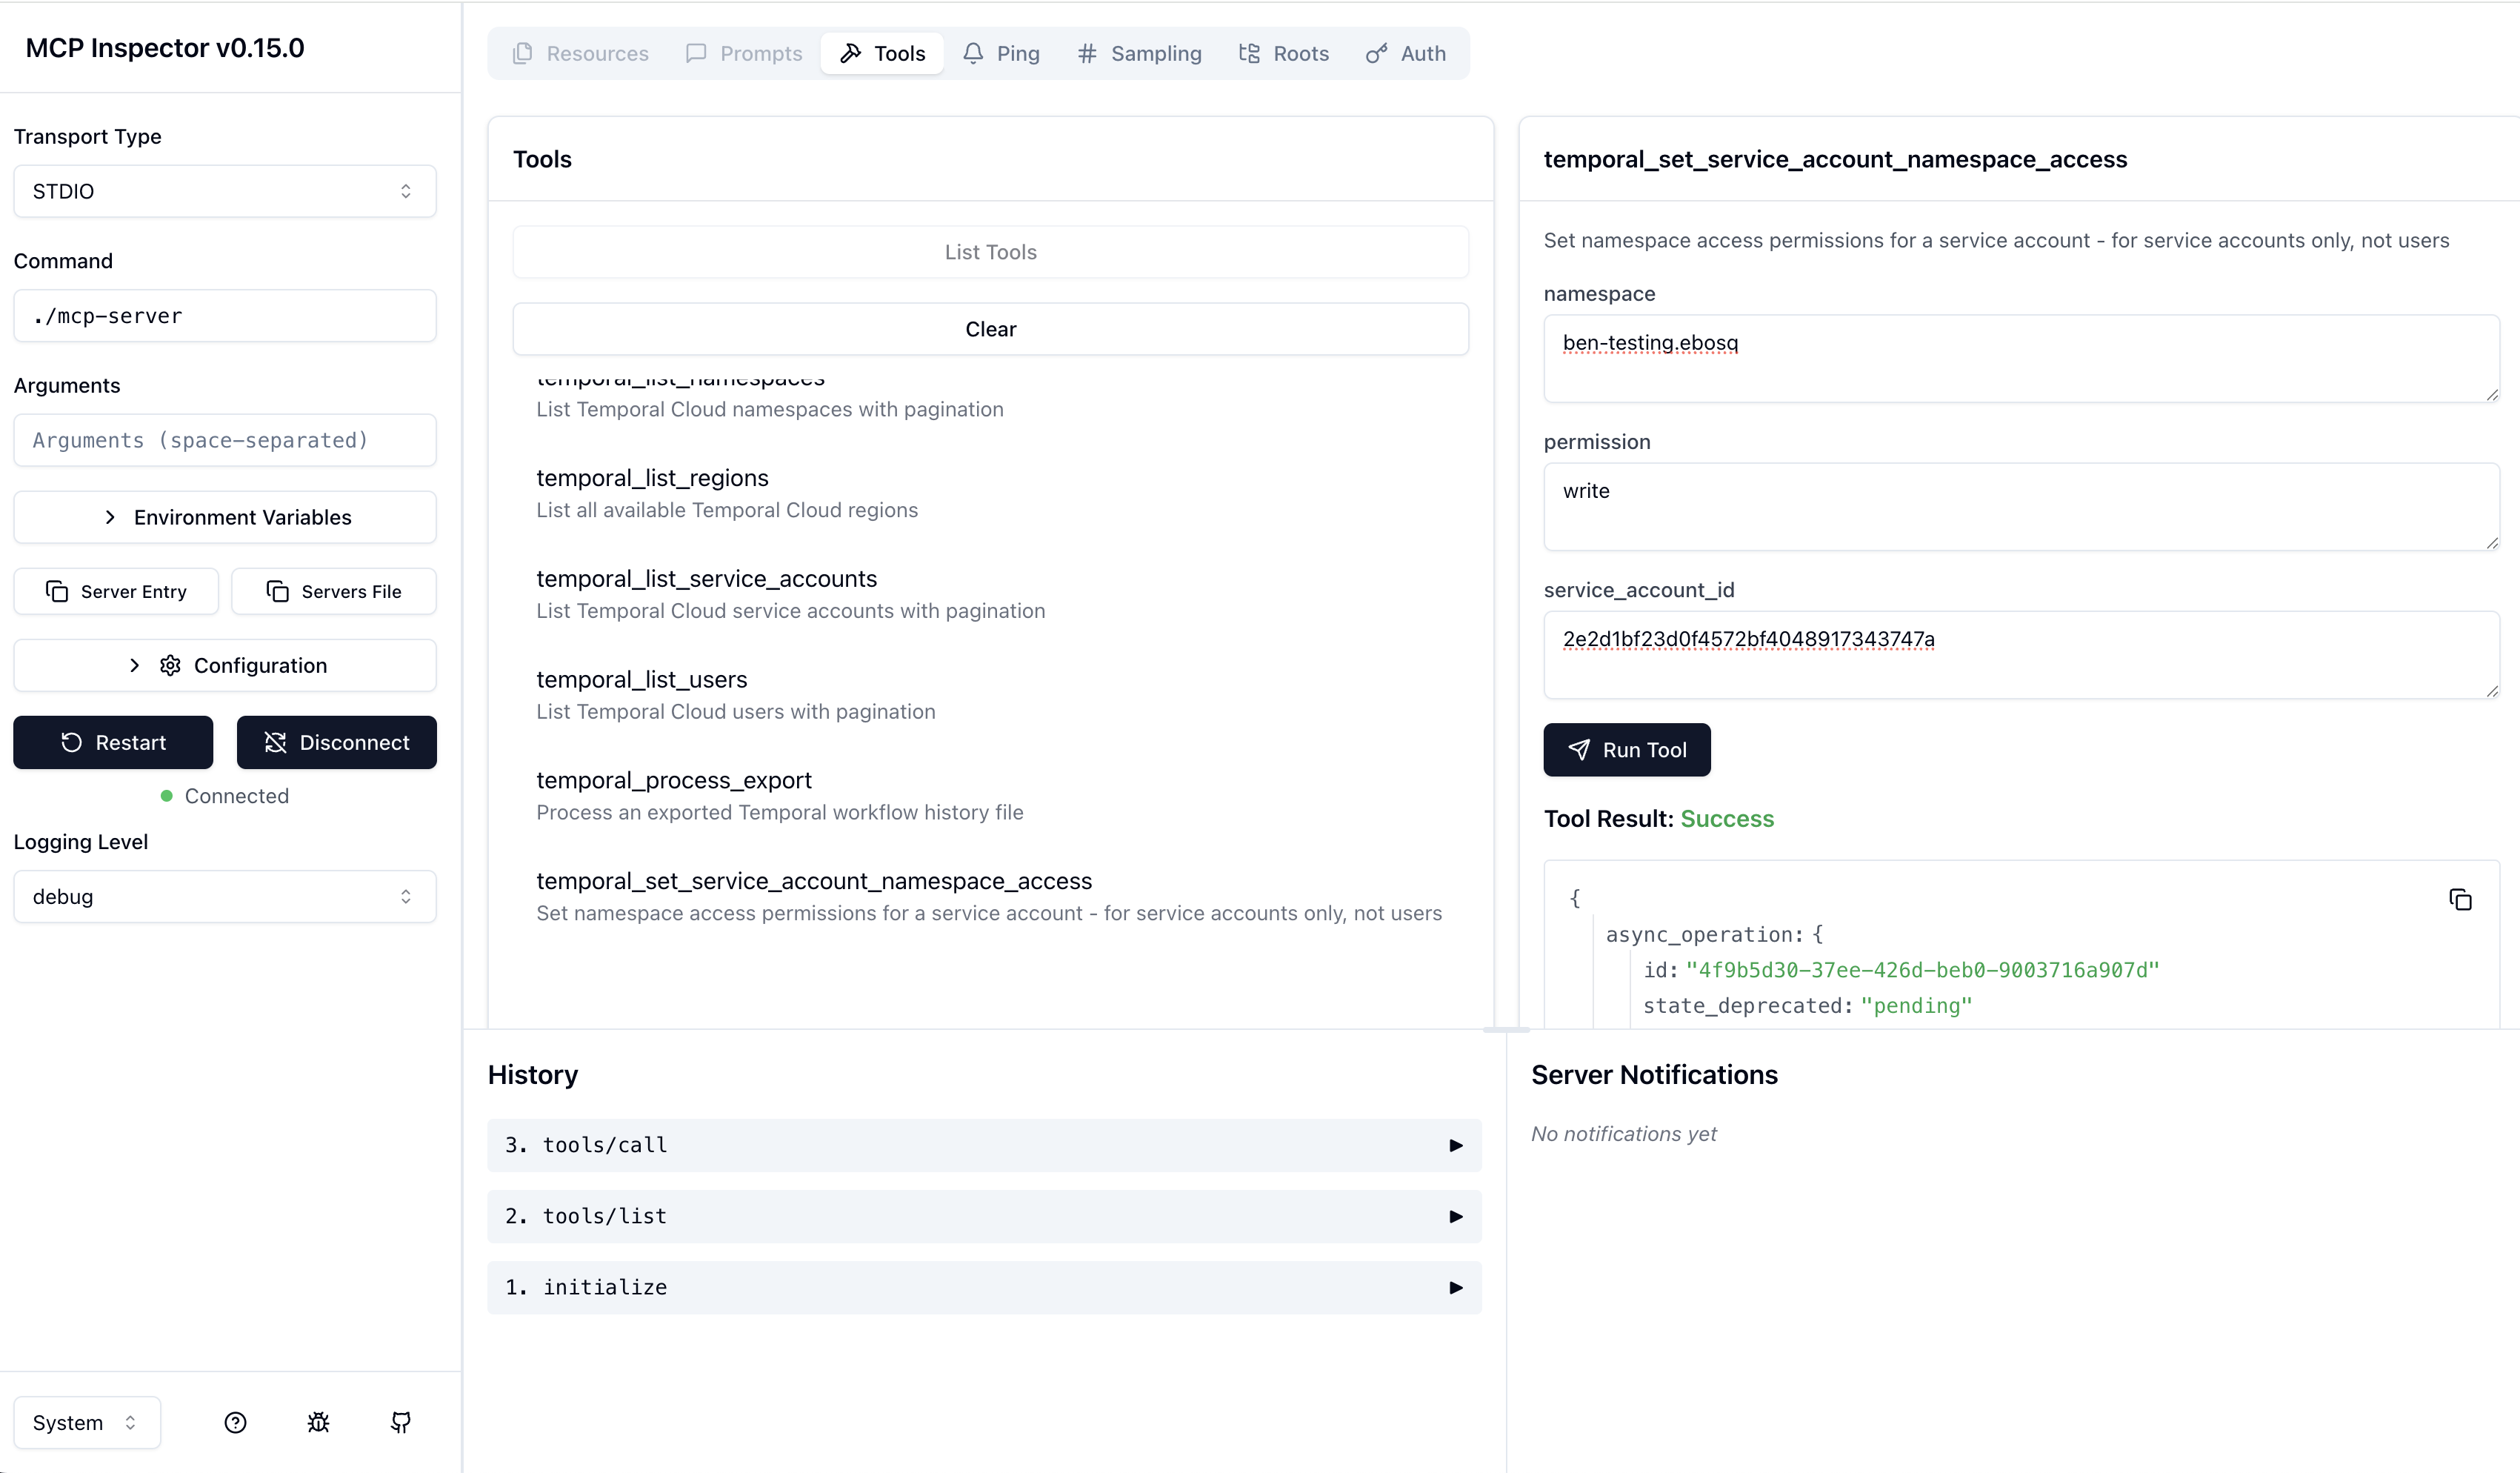 MCP Inspector v0.15.0
Transport Type
STDIO
Command
./mcp-server
Arguments
Arguments (space-separated)
Environment Variables
Server Entry
Servers File
Configuration
Restart
Disconnect
Connected
Logging Level
debug
System
Resources
Prompts
Tools
Ping
Sampling
Roots
Auth
Tools
List Tools
Clear
temporal_list_namespaces
List Temporal Cloud namespaces with pagination
temporal_list_regions
List all available Temporal Cloud regions
temporal_list_service_accounts
List Temporal Cloud service accounts with pagination
temporal_list_users
List Temporal Cloud users with pagination
temporal_process_export
Process an exported Temporal workflow history file
temporal_set_service_account_namespace_access
Set namespace access permissions for a service account - for service accounts only, not users
temporal_set_service_account_namespace_access
Set namespace access permissions for a service account - for service accounts only, not users
namespace
ben-testing.ebosq
permission
write
service_account_id
2e2d1bf23d0f4572bf4048917343747a
Run Tool
Tool Result: Success
{
async_operation: {
id: "4f9b5d30-37ee-426d-beb0-9003716a907d"
state_deprecated: "pending"
History
3. tools/call
2. tools/list
1. initialize
Server Notifications
No notifications yet